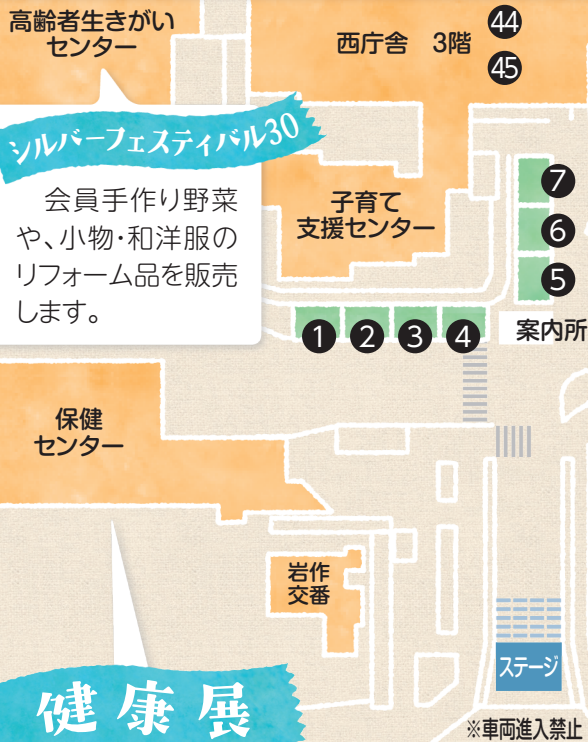 高齢者生きがい
センター
西庁舎 3階
44
45
シルバーフェスティバル30
会員手作り野菜
や、小物・和洋服の
リフォーム品を販売
します。
子育て
支援センター
7
6
5
案内所
1 2 3 4
保健
センター
岩作
交番
ステージ
健康展
※車両進入禁止